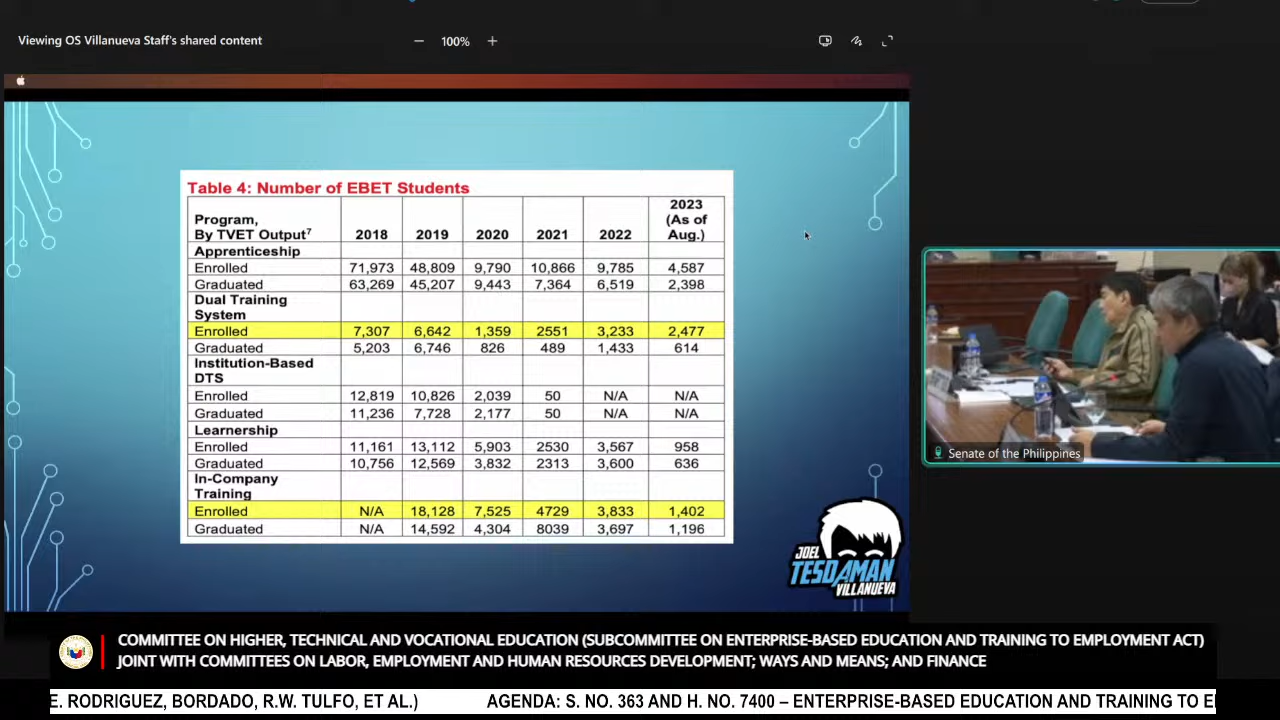 Viewing OS Villanueva Staff's shared content
100%
Table 4: Number of EBET Students
Program, By TVET Output7 2018 2019 2020 2021 2022 2023 (As of Aug.)
Apprenticeship
Enrolled 71,973 48,809 9,790 10,866 9,785 4,587
Graduated 63,269 45,207 9,443 7,364 6,519 2,398
Dual Training
System
Enrolled 7,307 6,642 1,359 2551 3,233 2,477
Graduated 5,203 6,746 826 489 1,433 614
Institution-Based
DTS
Enrolled 12,819 10,826 2,039 50 N/A N/A
Graduated 11,236 7,728 2,177 50 N/A N/A
Learnership
Enrolled 11,161 13,112 5,903 2530 3,567 958
Graduated 10,756 12,569 3,832 2313 3,600 636
In-Company
Training
Enrolled N/A 18,128 7,525 4729 3,833 1,402
Graduated N/A 14,592 4,304 8039 3,697 1,196
JOEL
TESDAMAN
VILLANUEVA
Senate of the Philippines
COMMITTEE ON HIGHER, TECHNICAL AND VOCATIONAL EDUCATION (SUBCOMMITTEE ON ENTERPRISE-BASED EDUCATION AND TRAINING TO EMPLOYMENT ACT)
JOINT WITH COMMITTEES ON LABOR, EMPLOYMENT AND HUMAN RESOURCES DEVELOPMENT; WAYS AND MEANS; AND FINANCE
E. RODRIGUEZ, BORDADO, R.W. TULFO, ET AL.) AGENDA: S. NO. 363 AND H. NO. 7400 – ENTERPRISE-BASED EDUCATION AND TRAINING TO E